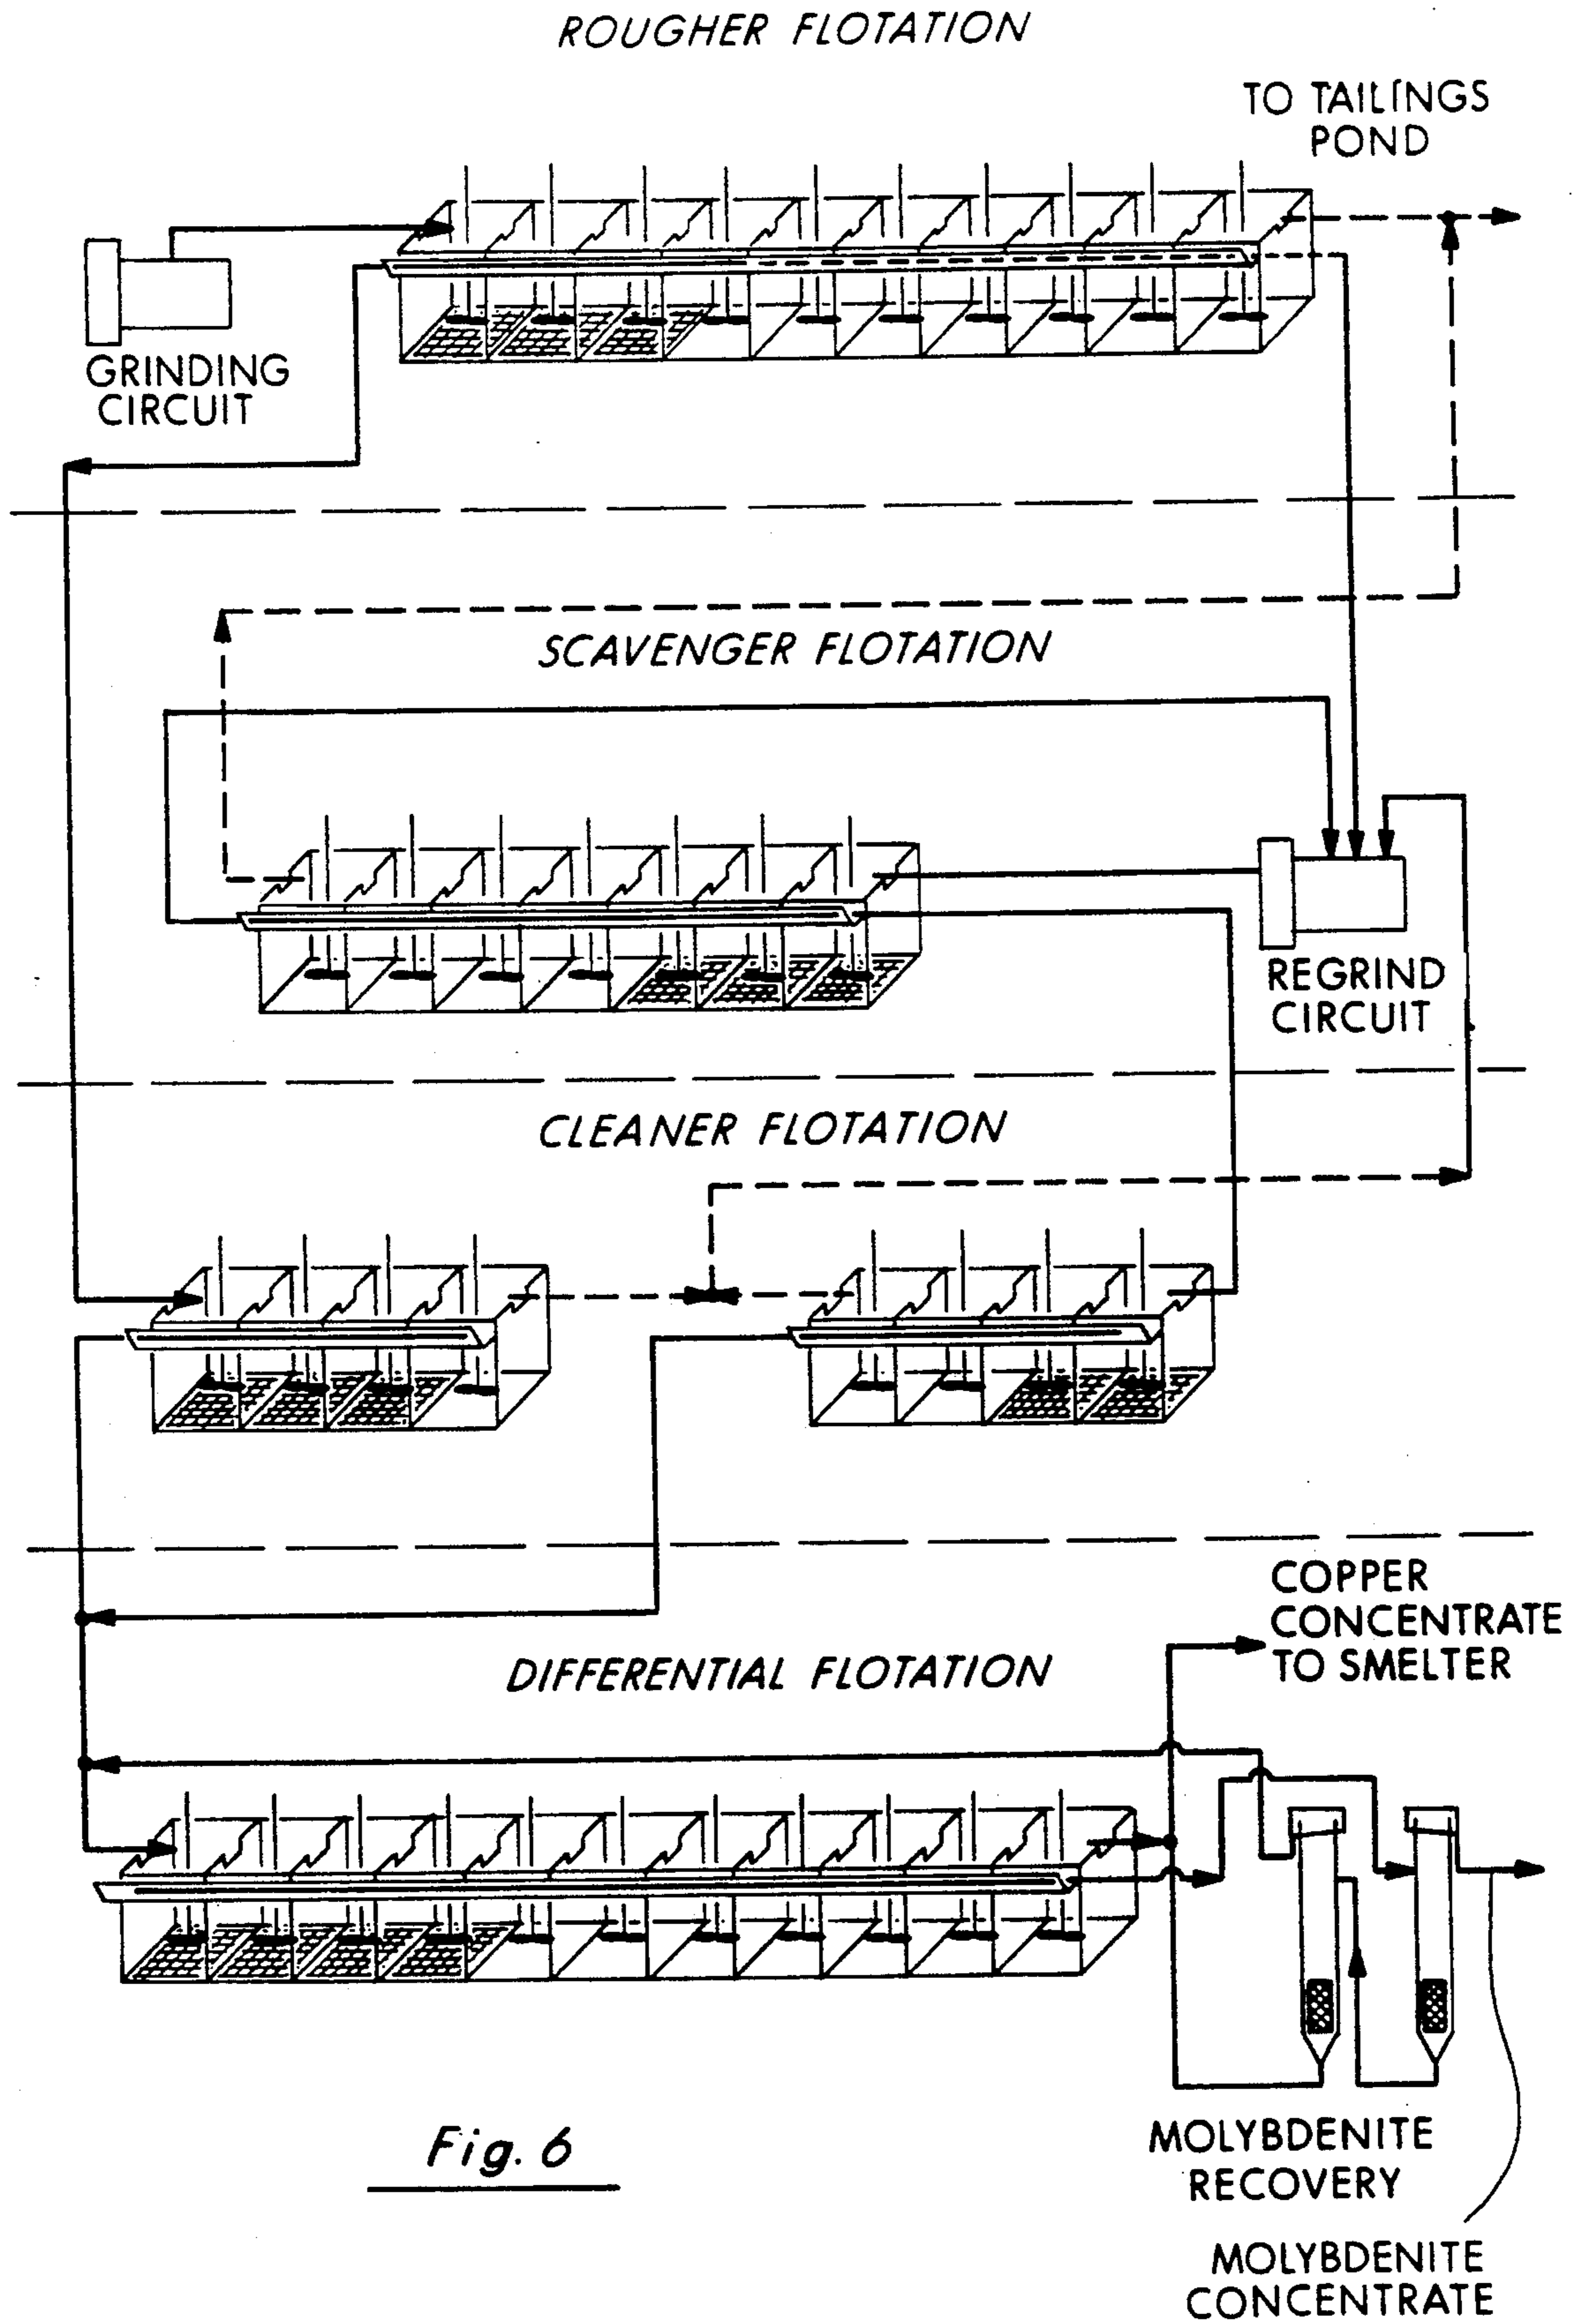 ROUGHER FLOTATION
TO TAILINGS
POND
GRINDING
CIRCUIT
SCAVENGER FLOTATION
REGRIND
CIRCUIT
CLEANER FLOTATION
COPPER
CONCENTRATE
TO SMELTER
DIFFERENTIAL FLOTATION
MOLYBDENITE
RECOVERY
Fig. 6
MOLYBDENITE
CONCENTRATE